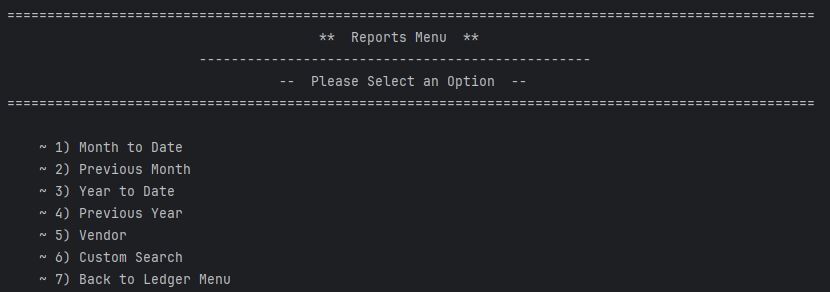 =====================================================================================================
** Reports Menu **
-------------------------------------------------
-- Please Select an Option --
=====================================================================================================
~ 1) Month to Date
~ 2) Previous Month
~ 3) Year to Date
~ 4) Previous Year
~ 5) Vendor
~ 6) Custom Search
~ 7) Back to Ledger Menu